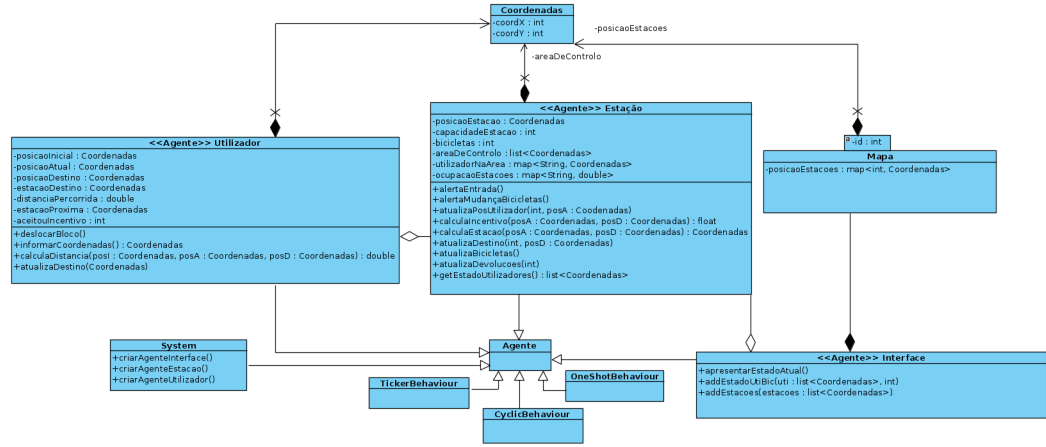 Coordenadas
-coordX : int
-coordY : int
-posicaoEstacoes
-areaDeControlo
<<Agente>> Estação
-posicaoEstacao : Coordenadas
-capacidadeEstacao : int
-bicicletas : int
-areaDeControlo : list<Coordenadas>
-utilizadorNaArea : map<String, Coordenadas>
-ocupacaoEstacoes : map<String, double>
+alertaEntrada()
+alertaMudançaBicicletas()
+atualizaPosUtilizador(int, posA : Coodenadas)
+calculaIncentivo(posA : Coordenadas, posD : Coordenadas) : float
+calculaEstacao(posA : Coordenadas, posD : Coordenadas) : Coordenadas
+atualizaDestino(int, posD : Coordenadas)
+atualizaBicicletas()
+atualizaDevolucoes(int)
+getEstadoUtilizadores() : list<Coordenadas>
<<Agente>> Utilizador
-posicaoInicial : Coordenadas
-posicaoAtual : Coordenadas
-posicaoDestino : Coordenadas
-estacaoDestino : Coordenadas
-distanciaPercorrida : double
-estacaoProxima : Coordenadas
-aceitouIncentivo : int
+deslocarBloco()
+informarCoordenadas() : Coordenadas
+calculaDistancia(posI : Coordenadas, posA : Coordenadas, posD : Coordenadas) : double
+atualizaDestino(Coordenadas)
a -id : int
Mapa
-posicaoEstacoes : map<int, Coordenadas>
System
+criarAgenteInterface()
+criarAgenteEstacao()
+criarAgenteUtilizador()
Agente
<<Agente>> Interface
+apresentarEstadoAtual()
+addEstadoUtiBic(uti : list<Coordenadas>, int)
+addEstacoes(estacoes : list<Coordenadas>)
TickerBehaviour
OneShotBehaviour
CyclicBehaviour